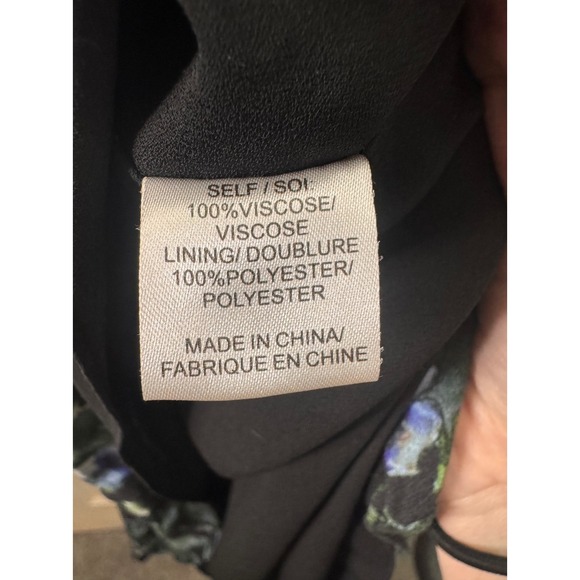 SELF / SOI:
100%VISCOSE/
VISCOSE
LINING/ DOUBLURE
100%POLYESTER/
POLYESTER
MADE IN CHINA/
FABRIQUE EN CHINE